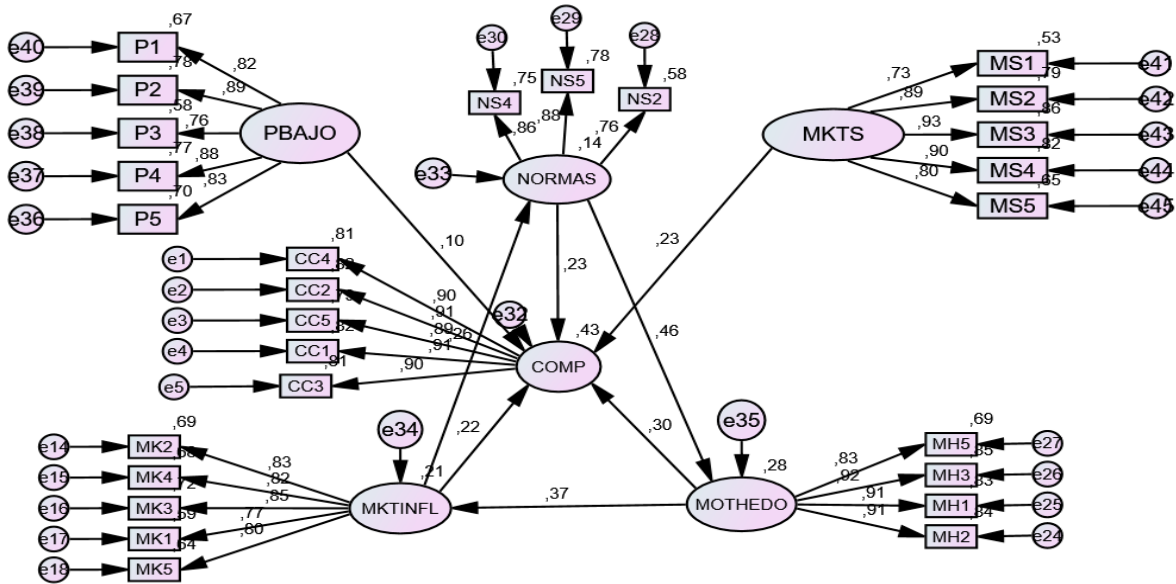 ,67
e40 P1
,82
,78
e39 P2
,89
,58
e38 P3
,76
,77
e37 P4
,88
,70
e36 P5
,83
PBAJO
e30
e29
e28
,75
NS4
,78
NS5
,58
NS2
,86
,88
,76
,14
e33
NORMAS
MKTS
,53
,73
MS1
e41
,79
,89
MS2
e42
,86
,93
MS3
e43
,82
,90
MS4
e44
,65
,80
MS5
e45
,10
,23
,23
,46
,81
e1
CC4
,90
,82
e2
CC2
,91
e3
CC5
,89
,26
,82
e4
CC1
,91
,81
e5
CC3
,90
e32
,43
COMP
,22
,30
,69
e14
MK2
,83
,68
e15
MK4
,82
,72
e16
MK3
,85
,59
e17
MK1
,77
,64
e18
MK5
,80
e34
,21
MKTINFL
,37
e35
,28
MOTHEDO
,69
,83
MH5
e27
,85
,92
MH3
e26
,83
,91
MH1
e25
,84
,91
MH2
e24